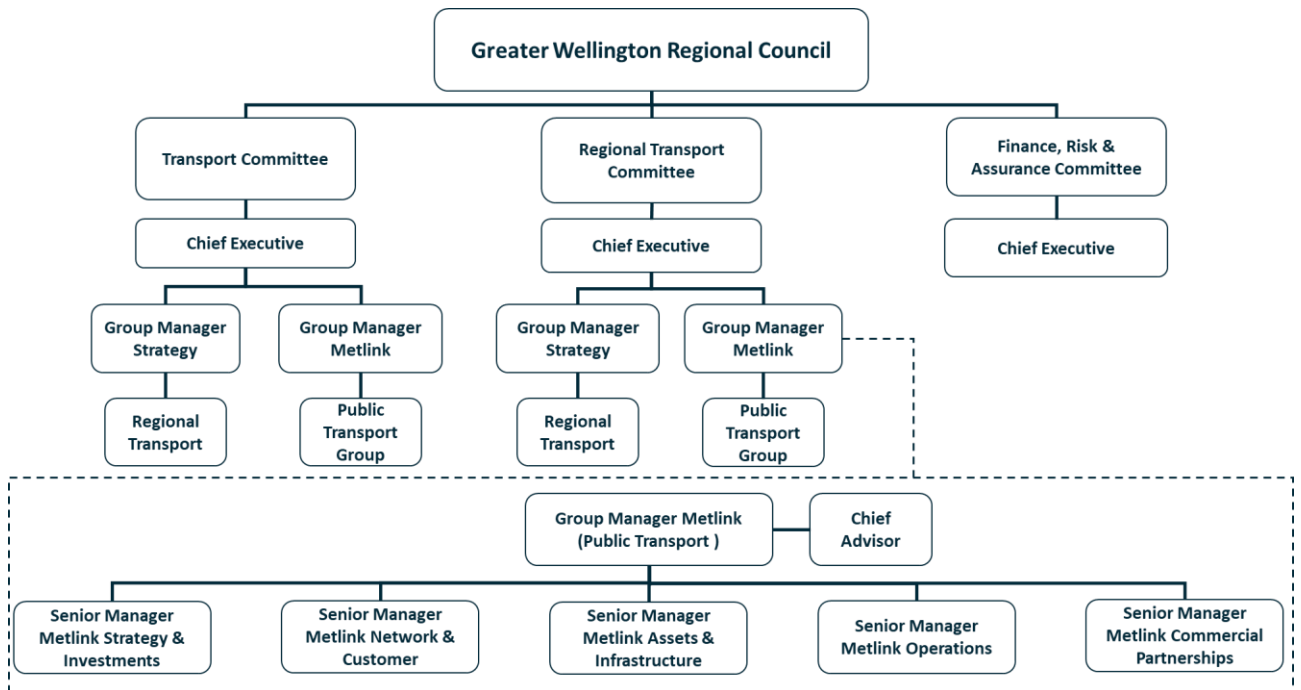 Greater Wellington Regional Council
Transport Committee
Regional Transport
Committee
Finance, Risk &
Assurance Committee
Chief Executive
Chief Executive
Chief Executive
Group Manager
Strategy
Group Manager
Metlink
Group Manager
Strategy
Group Manager
Metlink
Regional
Transport
Public
Transport
Group
Regional
Transport
Public
Transport
Group
Group Manager Metlink
(Public Transport )
Chief
Advisor
Senior Manager
Metlink Strategy &
Investments
Senior Manager
Metlink Network &
Customer
Senior Manager
Metlink Assets &
Infrastructure
Senior Manager
Metlink Operations
Senior Manager
Metlink Commercial
Partnerships